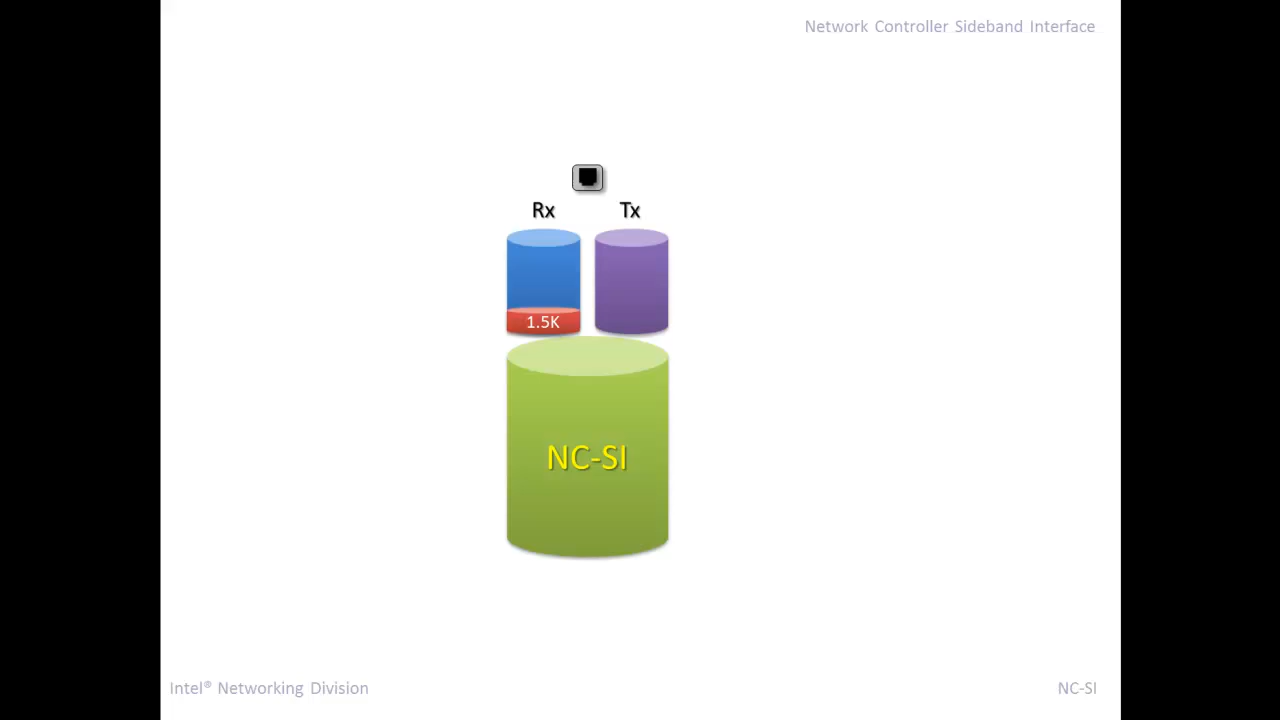 Network Controller Sideband Interface
Rx Tx
1.5K
NC-SI
Intel® Networking Division
NC-SI